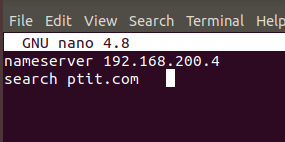 File Edit View Search Terminal Help
GNU nano 4.8
nameserver 192.168.200.4
search ptit.com